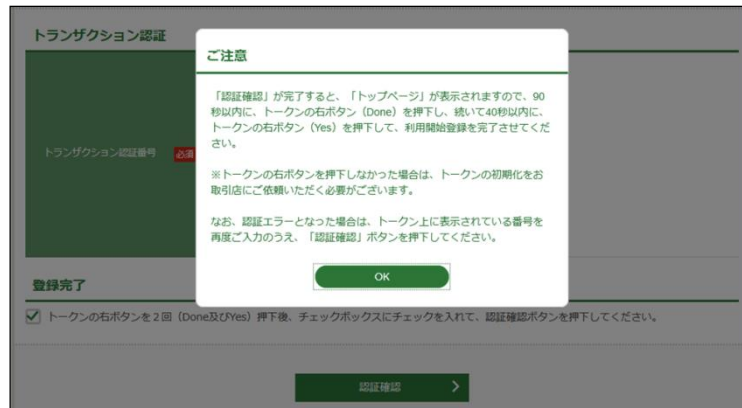 トランザクション認証
ご注意
「認証確認」が完了すると、「トップページ」が表示されますので、90
秒以内に、トークンの右ボタン（Done）を押下し、続いて40秒以内に、
トークンの右ボタン（Yes）を押下して、利用開始登録を完了させてくだ
さい。
※トークンの右ボタンを押下しなかった場合は、トークンの初期化をお
取引店にご依頼いただく必要がございます。
なお、認証エラーとなった場合は、トークン上に表示されている番号を
再度ご入力のうえ、「認証確認」ボタンを押下してください。
OK
トランザクション認証番号 必須
登録完了
トークンの右ボタンを2回（Done及びYes）押下後、チェックボックスにチェックを入れて、認証確認ボタンを押下してください。
認証確認